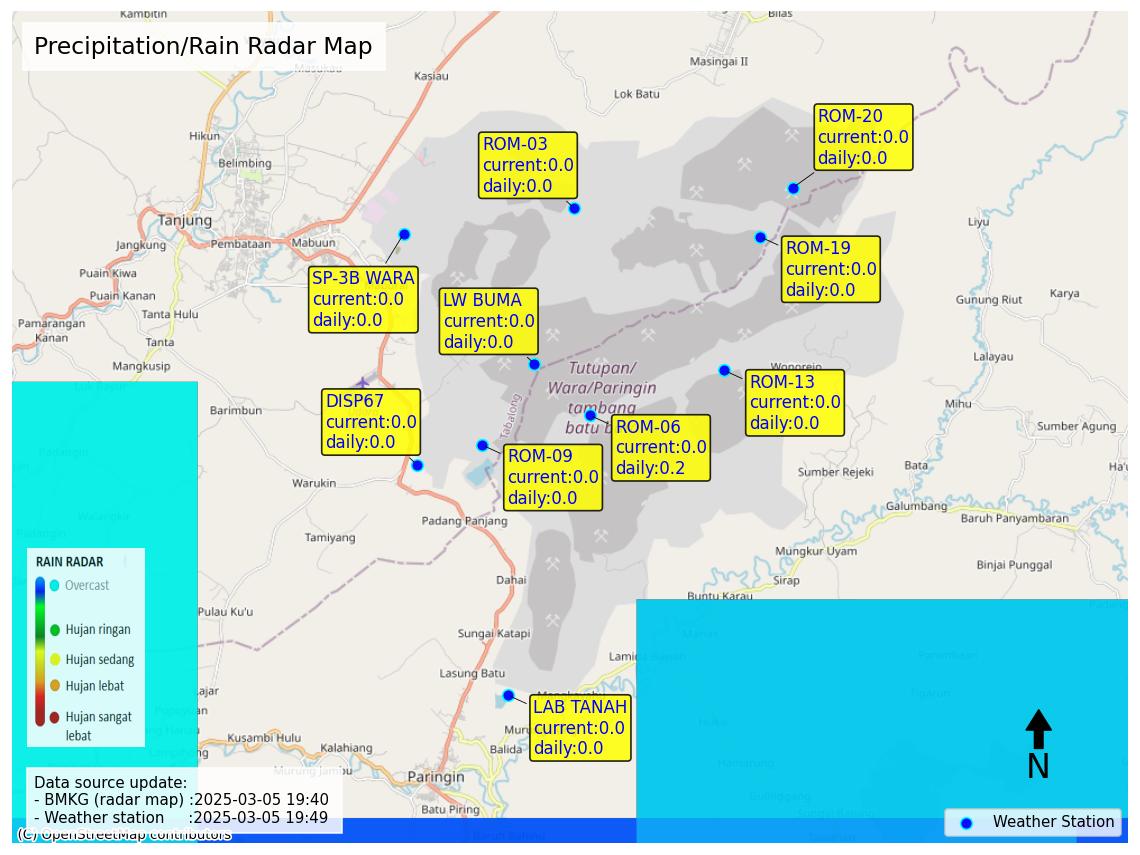 Kambitin
Bilas
Precipitation/Rain Radar Map
Masingai II
Masukau
Kasiau
Lok Batu
ROM-20
current:0.0
daily:0.0
Hikun
ROM-03
current:0.0
daily:0.0
Belimbing
Tanjung
Liyu
Jangkung
Pembataan
Mabuun
ROM-19
current:0.0
daily:0.0
Puain Kiwa
SP-3B WARA
current:0.0
daily:0.0
Puain Kanan
LW BUMA
current:0.0
daily:0.0
Gunung Riut
Karya
Tanta Hulu
Pamarangan
Kanan
Tanta
Mangkusip
Lalayau
Wonorejo
Tutupan/
Wara/Paringin
tambang
batu b
Tabalong
ROM-13
current:0.0
daily:0.0
DISP67
current:0.0
daily:0.0
Barimbun
Mihu
ROM-06
current:0.0
daily:0.2
Sumber Agung
Padangin
ROM-09
current:0.0
daily:0.0
Bata
Ha'u
Sumber Rejeki
Warukin
Galumbang
Walangkir
Padang Panjang
Baruh Panyambaran
Padangin
Tamiyang
Mungkur Uyam
RAIN RADAR
Overcast
Hujan ringan
Hujan sedang
Hujan lebat
Hujan sangat
lebat
Binjai Punggal
Dahai
Sirap
Buntu Karau
Pulau Ku'u
Sungai Katapi
Lasung Batu
LAB TANAH
current:0.0
daily:0.0
Balida
Kusambi Hulu
Kalahiang
Murung Jambu
Paringin
N
Data source update:
- BMKG (radar map) :2025-03-05 19:40
- Weather station :2025-03-05 19:49
Batu Piring
Weather Station
(C) OpenStreetMap contributors